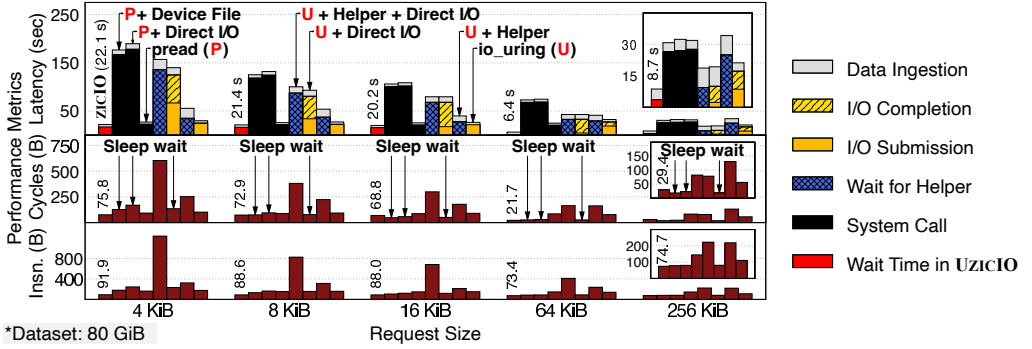 P + Device File
P + Direct I/O
pread (P)
U + Helper + Direct I/O
U + Direct I/O
U + Helper
io_uring (U)
Performance Metrics
Latency (sec)
250
150
50
UZICIO (22.1 s)
21.4 s
20.2 s
6.4 s
8.7 s
30
15
Cycles (B)
750
500
250
Sleep wait
Sleep wait
Sleep wait
Sleep wait
Sleep wait
75.8
72.9
68.8
21.7
29.4
150
100
50
0
Insn. (B)
800
400
91.9
88.6
88.0
73.4
74.7
200
100
0
4 KiB
8 KiB
16 KiB
64 KiB
256 KiB
Request Size
*Dataset: 80 GiB
Data Ingestion
I/O Completion
I/O Submission
Wait for Helper
System Call
Wait Time in UZICIO